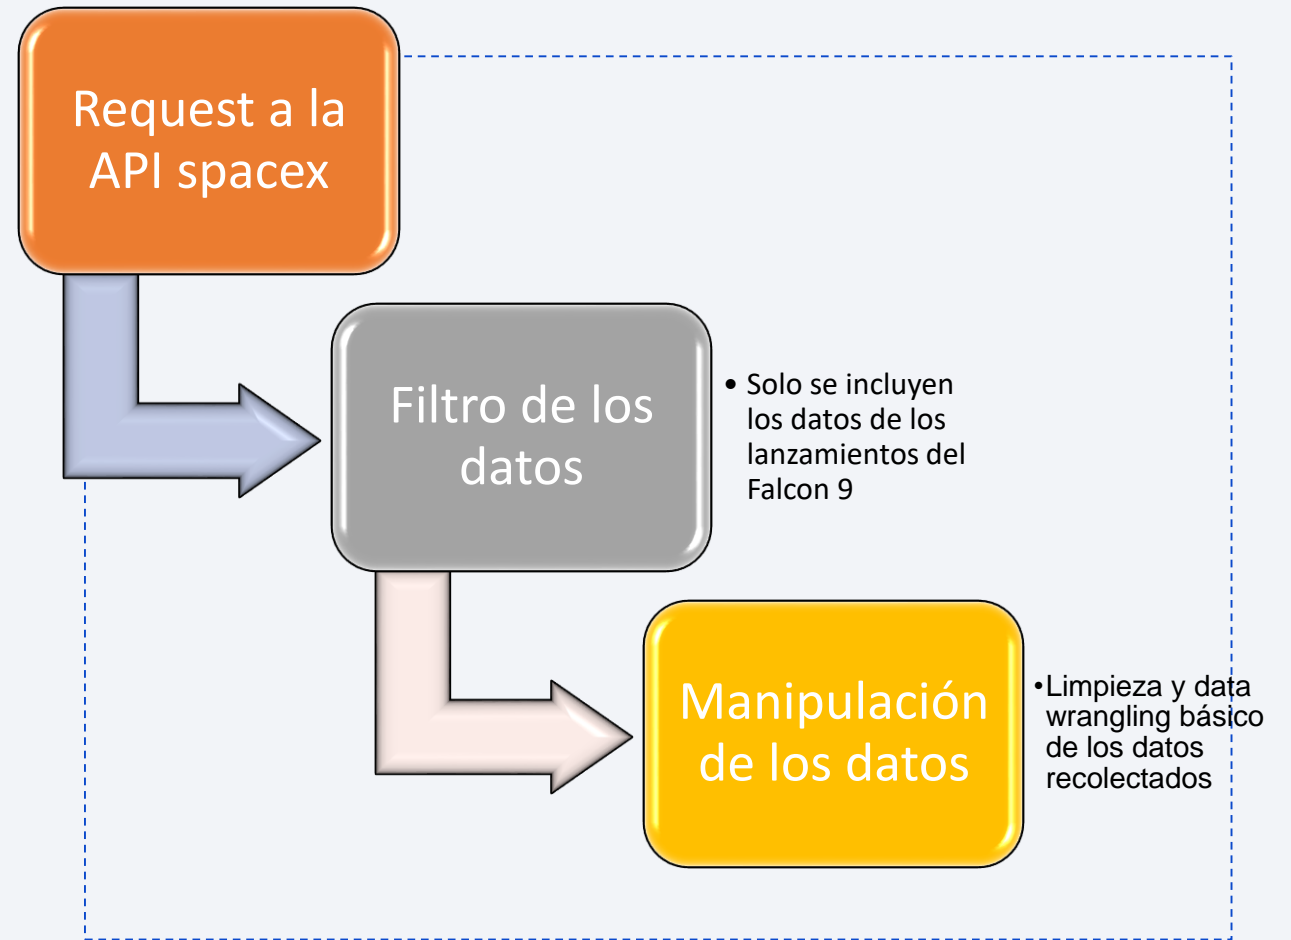 Request a la
API spacex
Filtro de los
datos
• Solo se incluyen
los datos de los
lanzamientos del
Falcon 9
Manipulación
de los datos
•Limpieza y data
wrangling básico
de los datos
recolectados